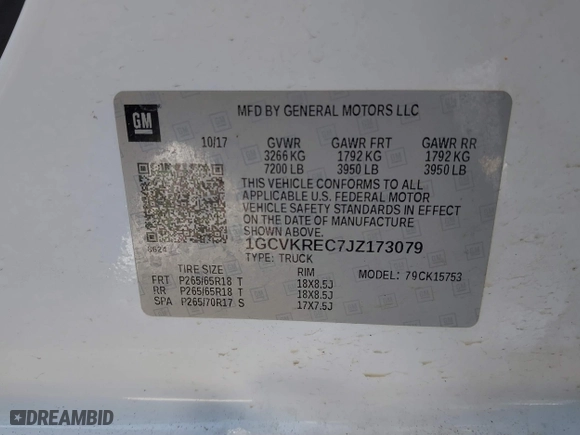 GM
MFD BY GENERAL MOTORS LLC
10/17 GVWR GAWR FRT GAWR RR
3266 KG 1792 KG 1792 KG
7200 LB 3950 LB 3950 LB
THIS VEHICLE CONFORMS TO ALL
APPLICABLE U.S. FEDERAL MOTOR
VEHICLE SAFETY STANDARDS IN EFFECT
ON THE DATE OF MANUFACTURE
SHOWN ABOVE.
1GCVKREC7JZ173079
TYPE: TRUCK
0624
TIRE SIZE RIM MODEL: 79CK15753
FRT P265/65R18 T 18X8.5J
RR P265/65R18 T 18X8.5J
SPA P265/70R17 S 17X7.5J
DREAMBID